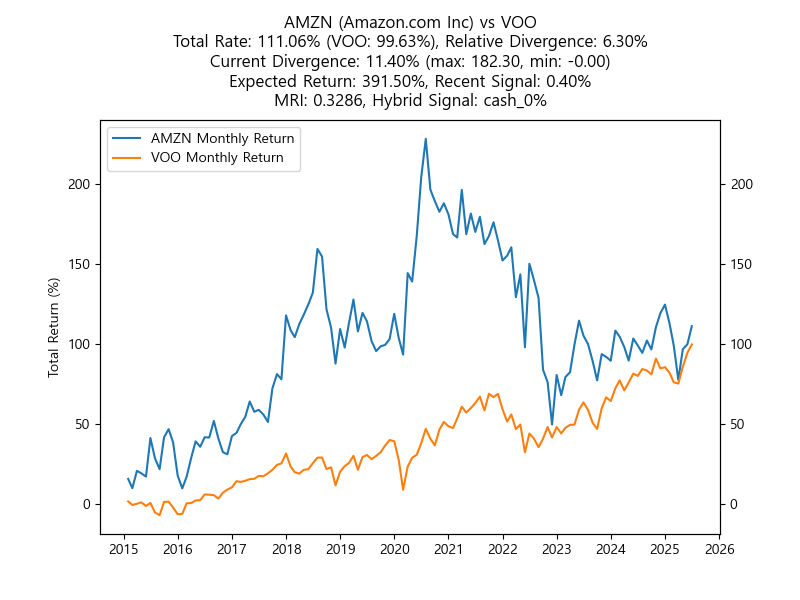 AMZN (Amazon.com Inc) vs VOO
Total Rate: 111.06% (VOO: 99.63%), Relative Divergence: 6.30%
Current Divergence: 11.40% (max: 182.30, min: -0.00)
Expected Return: 391.50%, Recent Signal: 0.40%
MRI: 0.3286, Hybrid Signal: cash_0%
AMZN Monthly Return
VOO Monthly Return
Total Return (%)
200
150
100
50
0
200
150
100
50
0
2015 2016 2017 2018 2019 2020 2021 2022 2023 2024 2025 2026